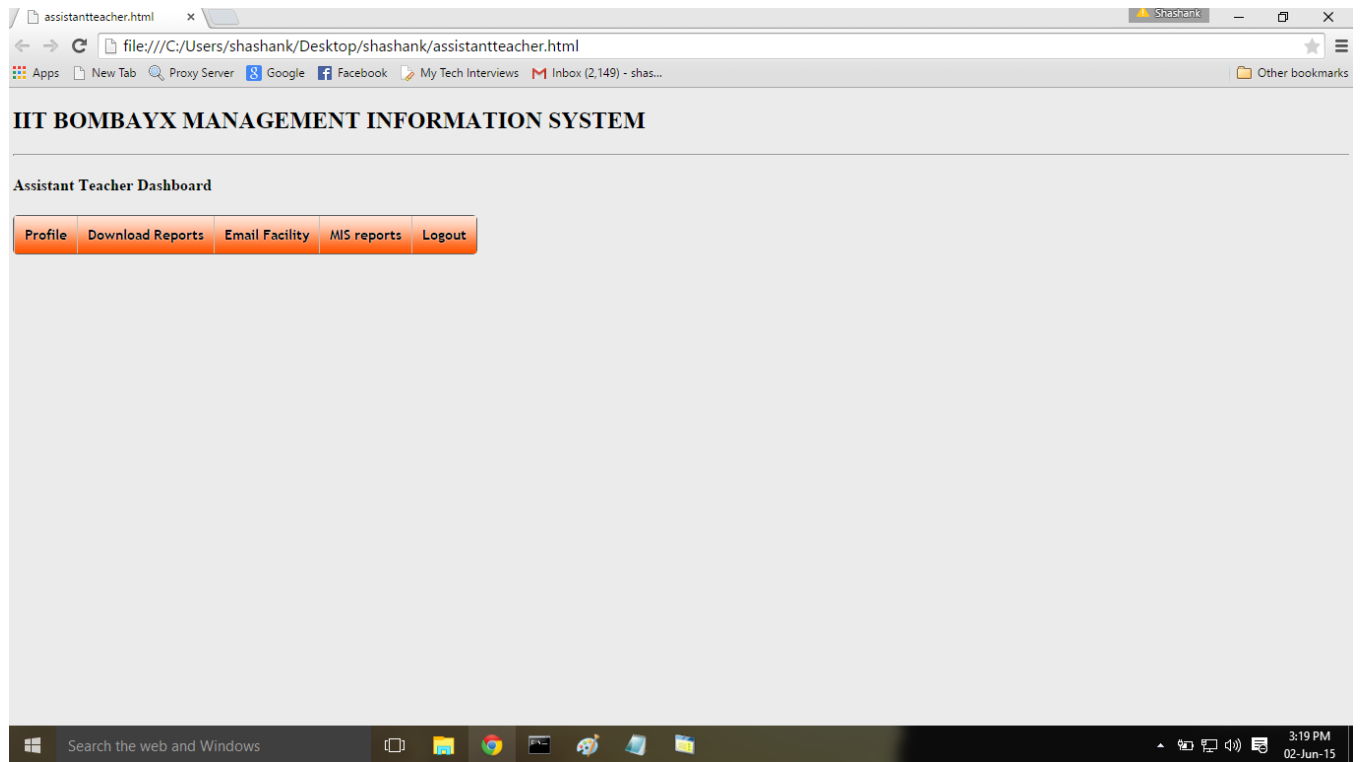 assistantteacher.html
Shashank
file:///C:/Users/shashank/Desktop/shashank/assistantteacher.html
Apps New Tab Proxy Server Google Facebook My Tech Interviews Inbox (2,149) - shas... Other bookmarks
IIT BOMBAYX MANAGEMENT INFORMATION SYSTEM
Assistant Teacher Dashboard
Profile Download Reports Email Facility MIS reports Logout
Search the web and Windows
3:19 PM
02-Jun-15